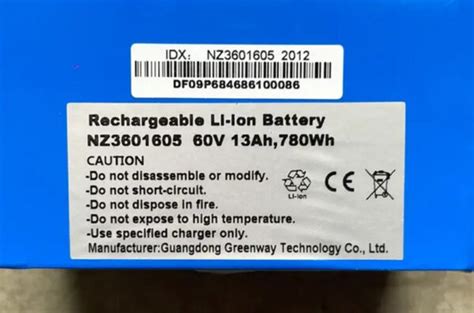 IDX: NZ3601605 2012
DF09P684686100086
Rechargeable Li-Ion Battery
NZ3601605 60V 13Ah,780Wh
CAUTION
-Do not disassemble or modify.
-Do not short-circuit.
-Do not dispose in fire.
-Do not expose to high temperature.
-Use specified charger only.
Manufacturer:Guangdong Greenway Technology Co., Ltd.
Li-ion
CE